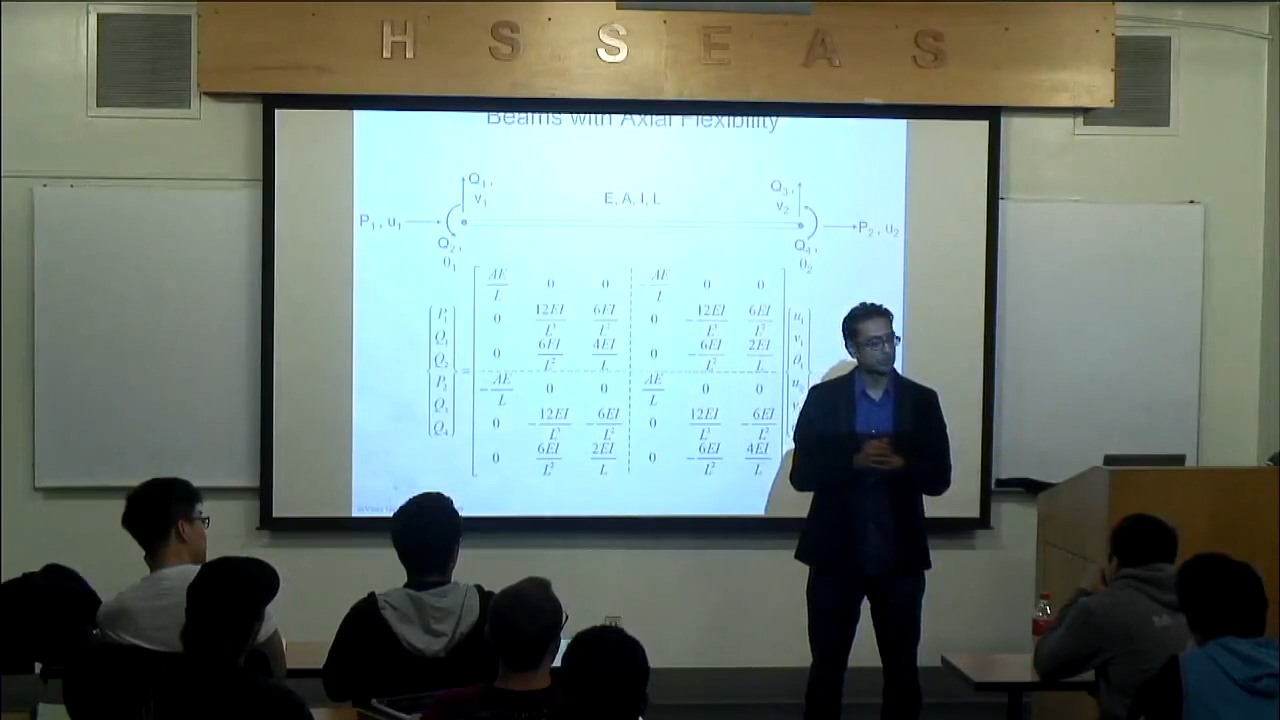 H S S E A S
Beams with Axial Flexibility
Q1, v1
E, A, I, L
Q3, v2
P1, u1
P2, u2
Q2, θ1
Q4, θ2
P1 AE/L 0 0 -AE/L 0 0 u1
Q1 0 12EI/L³ 6EI/L² 0 -12EI/L³ 6EI/L² v1
Q2 0 6EI/L² 4EI/L 0 -6EI/L² 2EI/L θ1
P2 = -AE/L 0 0 AE/L 0 0 u2
Q3 0 -12EI/L³ -6EI/L² 0 12EI/L³ -6EI/L²
Q4 0 6EI/L² 2EI/L 0 -6EI/L² 4EI/L